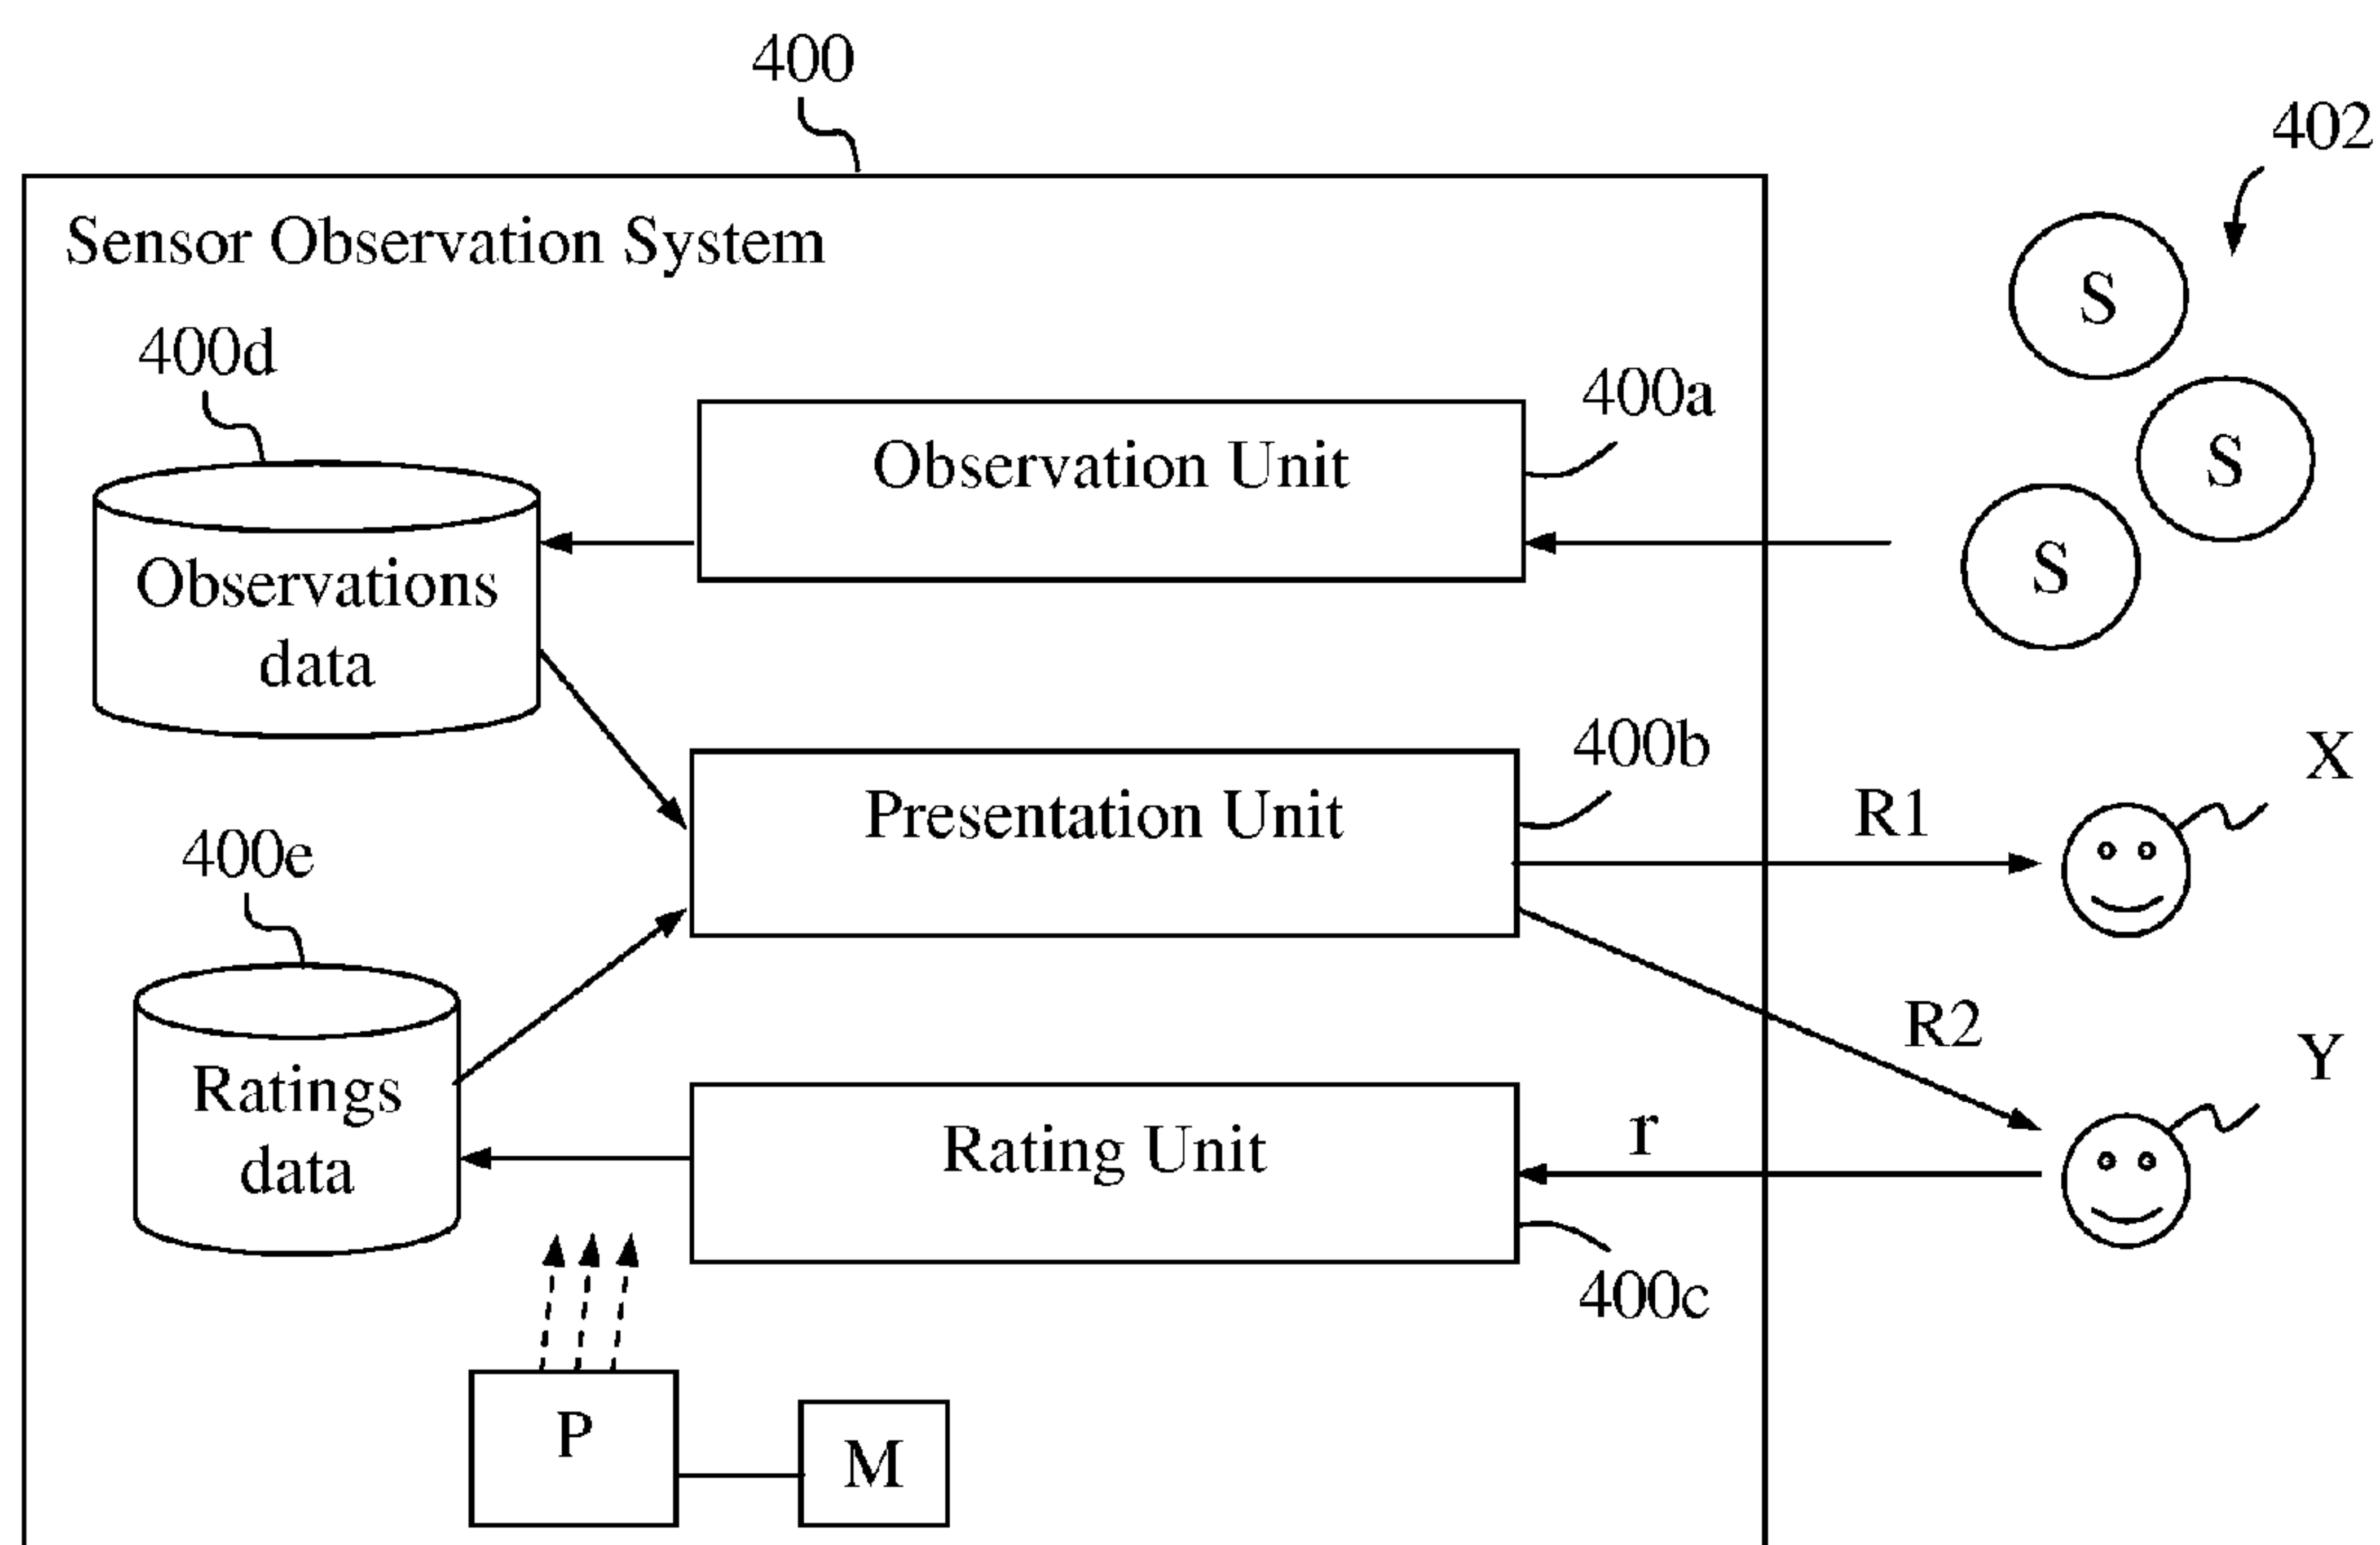 400
402
Sensor Observation System
S
400d
400a
Observation Unit
S
S
Observations
data
400b
X
Presentation Unit
R1
400e
R2
Y
Ratings
data
Rating Unit
r
400c
P
M